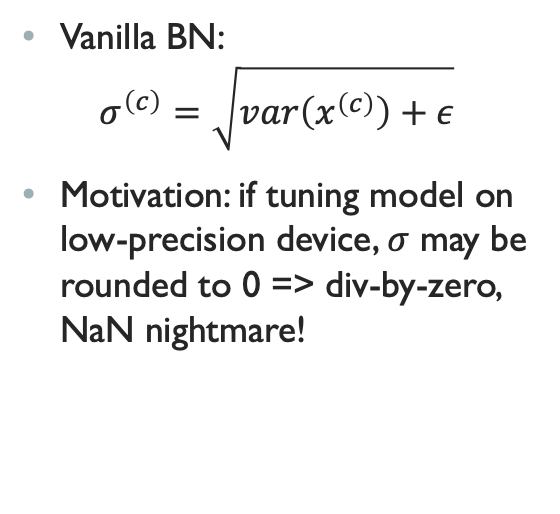 • Vanilla BN:
σ^(c) = √(var(x^(c)) + ϵ)
• Motivation: if tuning model on
low-precision device, σ may be
rounded to 0 => div-by-zero,
NaN nightmare!